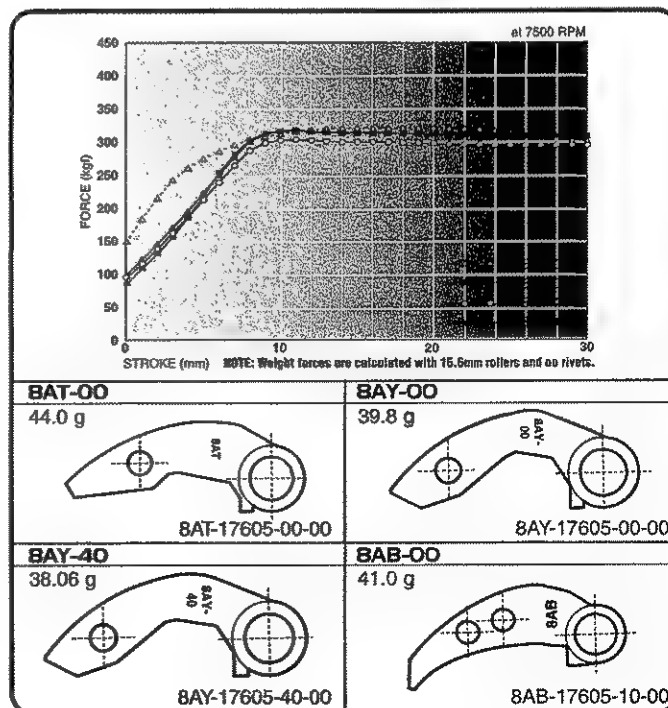 at 7500 RPM
450
400
350
300
250
200
150
100
50
0
FORCE (kgf)
0
10
20
30
STROKE (mm) NOTE: Weight forces are calculated with 15.6mm rollers and no rivets.
8AT-00
44.0 g
8AT
8AT-17605-00-00
8AY-00
39.8 g
8AY-
00
8AY-17605-00-00
8AY-40
38.06 g
8AY-
40
8AY-17605-40-00
8AB-00
41.0 g
8AB
8AB-17605-10-00